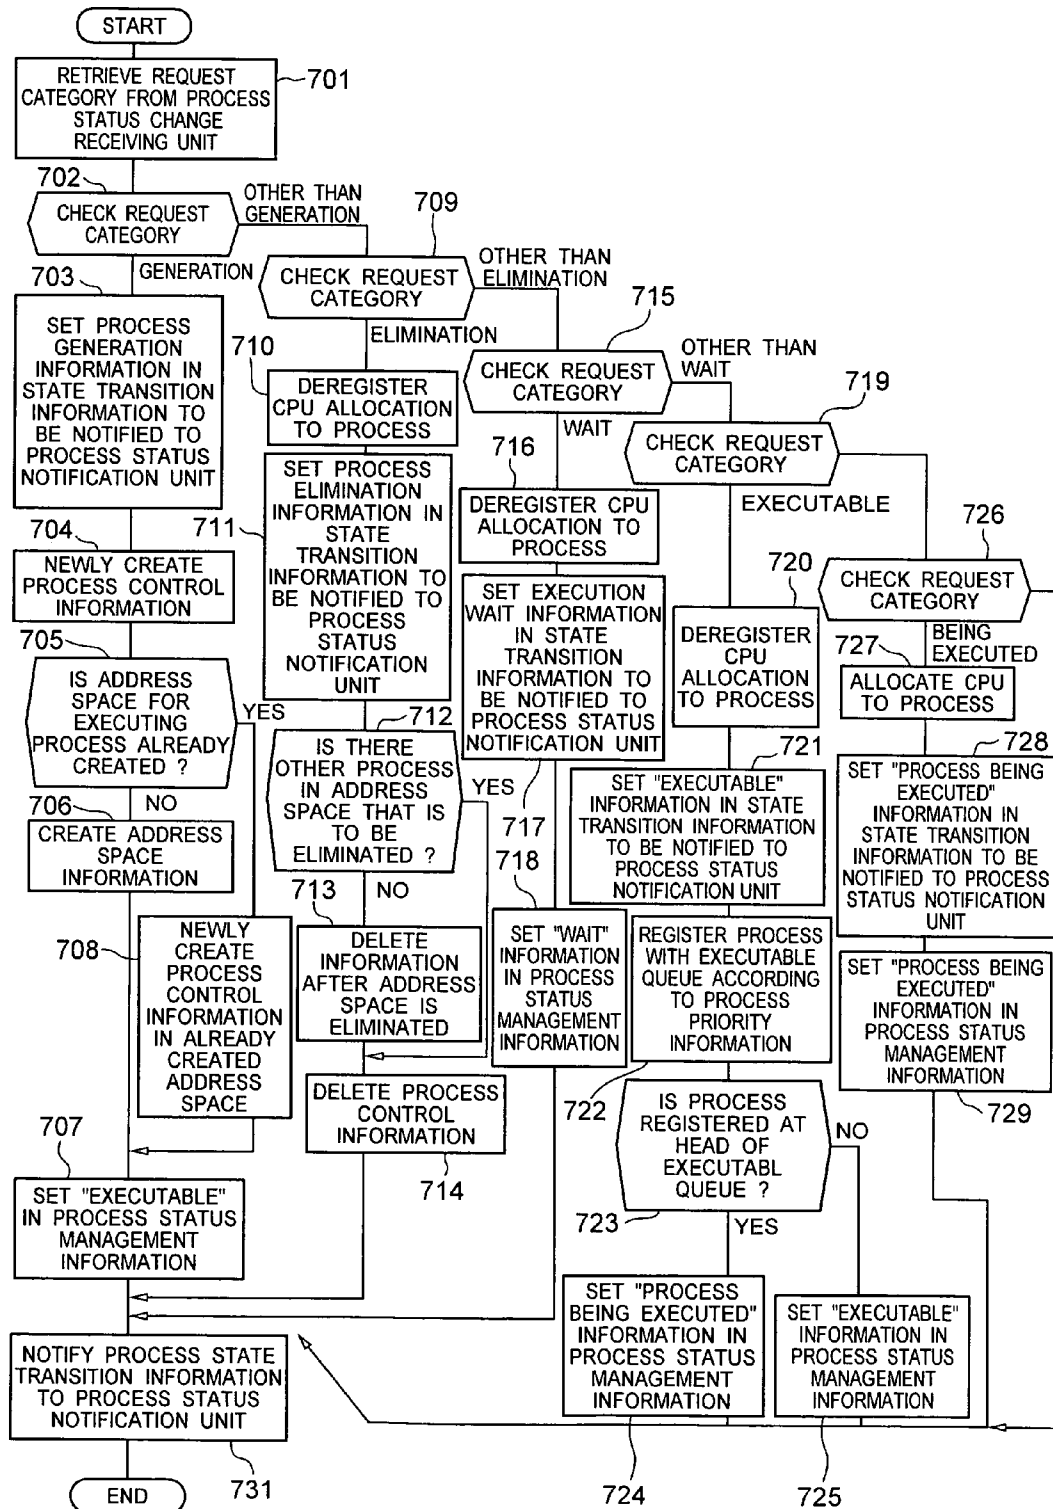 START
RETRIEVE REQUEST
CATEGORY FROM PROCESS
STATUS CHANGE
RECEIVING UNIT
701
702
CHECK REQUEST
CATEGORY
OTHER THAN
GENERATION
GENERATION
703
SET PROCESS
GENERATION
INFORMATION IN
STATE TRANSITION
INFORMATION TO
BE NOTIFIED TO
PROCESS STATUS
NOTIFICATION UNIT
704
NEWLY CREATE
PROCESS CONTROL
INFORMATION
705
IS ADDRESS
SPACE FOR
EXECUTING
PROCESS ALREADY
CREATED ?
YES
NO
706
CREATE ADDRESS
SPACE
INFORMATION
708
NEWLY
CREATE
PROCESS
CONTROL
INFORMATION
IN ALREADY
CREATED
ADDRESS
SPACE
707
SET "EXECUTABLE"
IN PROCESS STATUS
MANAGEMENT
INFORMATION
NOTIFY PROCESS STATE
TRANSITION INFORMATION
TO PROCESS STATUS
NOTIFICATION UNIT
731
END
709
CHECK REQUEST
CATEGORY
OTHER THAN
ELIMINATION
ELIMINATION
710
DEREGISTER
CPU ALLOCATION
TO PROCESS
711
SET PROCESS
ELIMINATION
INFORMATION IN
STATE
TRANSITION
INFORMATION TO
BE NOTIFIED TO
PROCESS
STATUS
NOTIFICATION
UNIT
712
IS THERE
OTHER PROCESS
IN ADDRESS
SPACE THAT IS
TO BE
ELIMINATED ?
YES
NO
713
DELETE
INFORMATION
AFTER ADDRESS
SPACE IS
ELIMINATED
DELETE PROCESS
CONTROL
INFORMATION
714
715
CHECK REQUEST
CATEGORY
OTHER THAN
WAIT
WAIT
716
DEREGISTER CPU
ALLOCATION TO
PROCESS
SET EXECUTION
WAIT INFORMATION
IN STATE
TRANSITION
INFORMATION TO
BE NOTIFIED TO
PROCESS STATUS
NOTIFICATION UNIT
717
718
SET "WAIT"
INFORMATION
IN PROCESS
STATUS
MANAGEMENT
INFORMATION
719
CHECK REQUEST
CATEGORY
EXECUTABLE
720
DEREGISTER
CPU
ALLOCATION
TO PROCESS
721
SET "EXECUTABLE"
INFORMATION IN STATE
TRANSITION INFORMATION
TO BE NOTIFIED TO
PROCESS STATUS
NOTIFICATION UNIT
REGISTER PROCESS
WITH EXECUTABLE
QUEUE ACCORDING
TO PROCESS
PRIORITY
INFORMATION
722
IS PROCESS
REGISTERED AT
HEAD OF
EXECUTABL
QUEUE ?
NO
723
YES
SET "PROCESS
BEING EXECUTED"
INFORMATION IN
PROCESS STATUS
MANAGEMENT
INFORMATION
724
SET "EXECUTABLE"
INFORMATION IN
PROCESS STATUS
MANAGEMENT
INFORMATION
725
726
CHECK REQUEST
CATEGORY
BEING
EXECUTED
727
ALLOCATE CPU
TO PROCESS
728
SET "PROCESS BEING
EXECUTED"
INFORMATION IN
STATE TRANSITION
INFORMATION TO BE
NOTIFIED TO PROCESS
STATUS NOTIFICATION
UNIT
SET "PROCESS BEING
EXECUTED"
INFORMATION IN
PROCESS STATUS
MANAGEMENT
INFORMATION
729